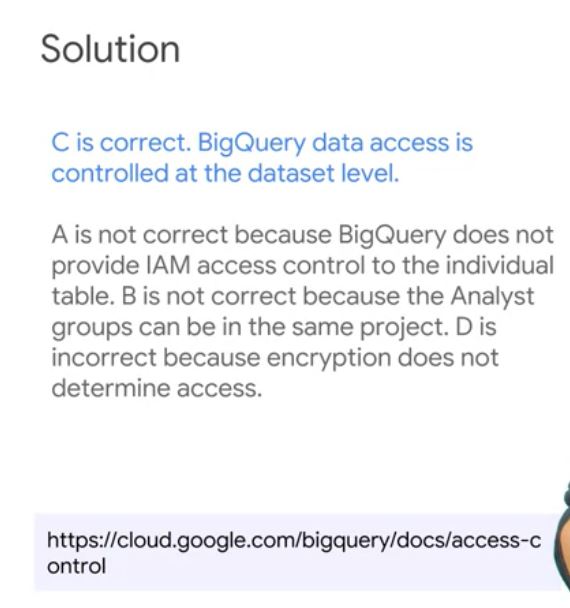 Solution
C is correct. BigQuery data access is
controlled at the dataset level.
A is not correct because BigQuery does not
provide IAM access control to the individual
table. B is not correct because the Analyst
groups can be in the same project. D is
incorrect because encryption does not
determine access.
https://cloud.google.com/bigquery/docs/access-c
ontrol